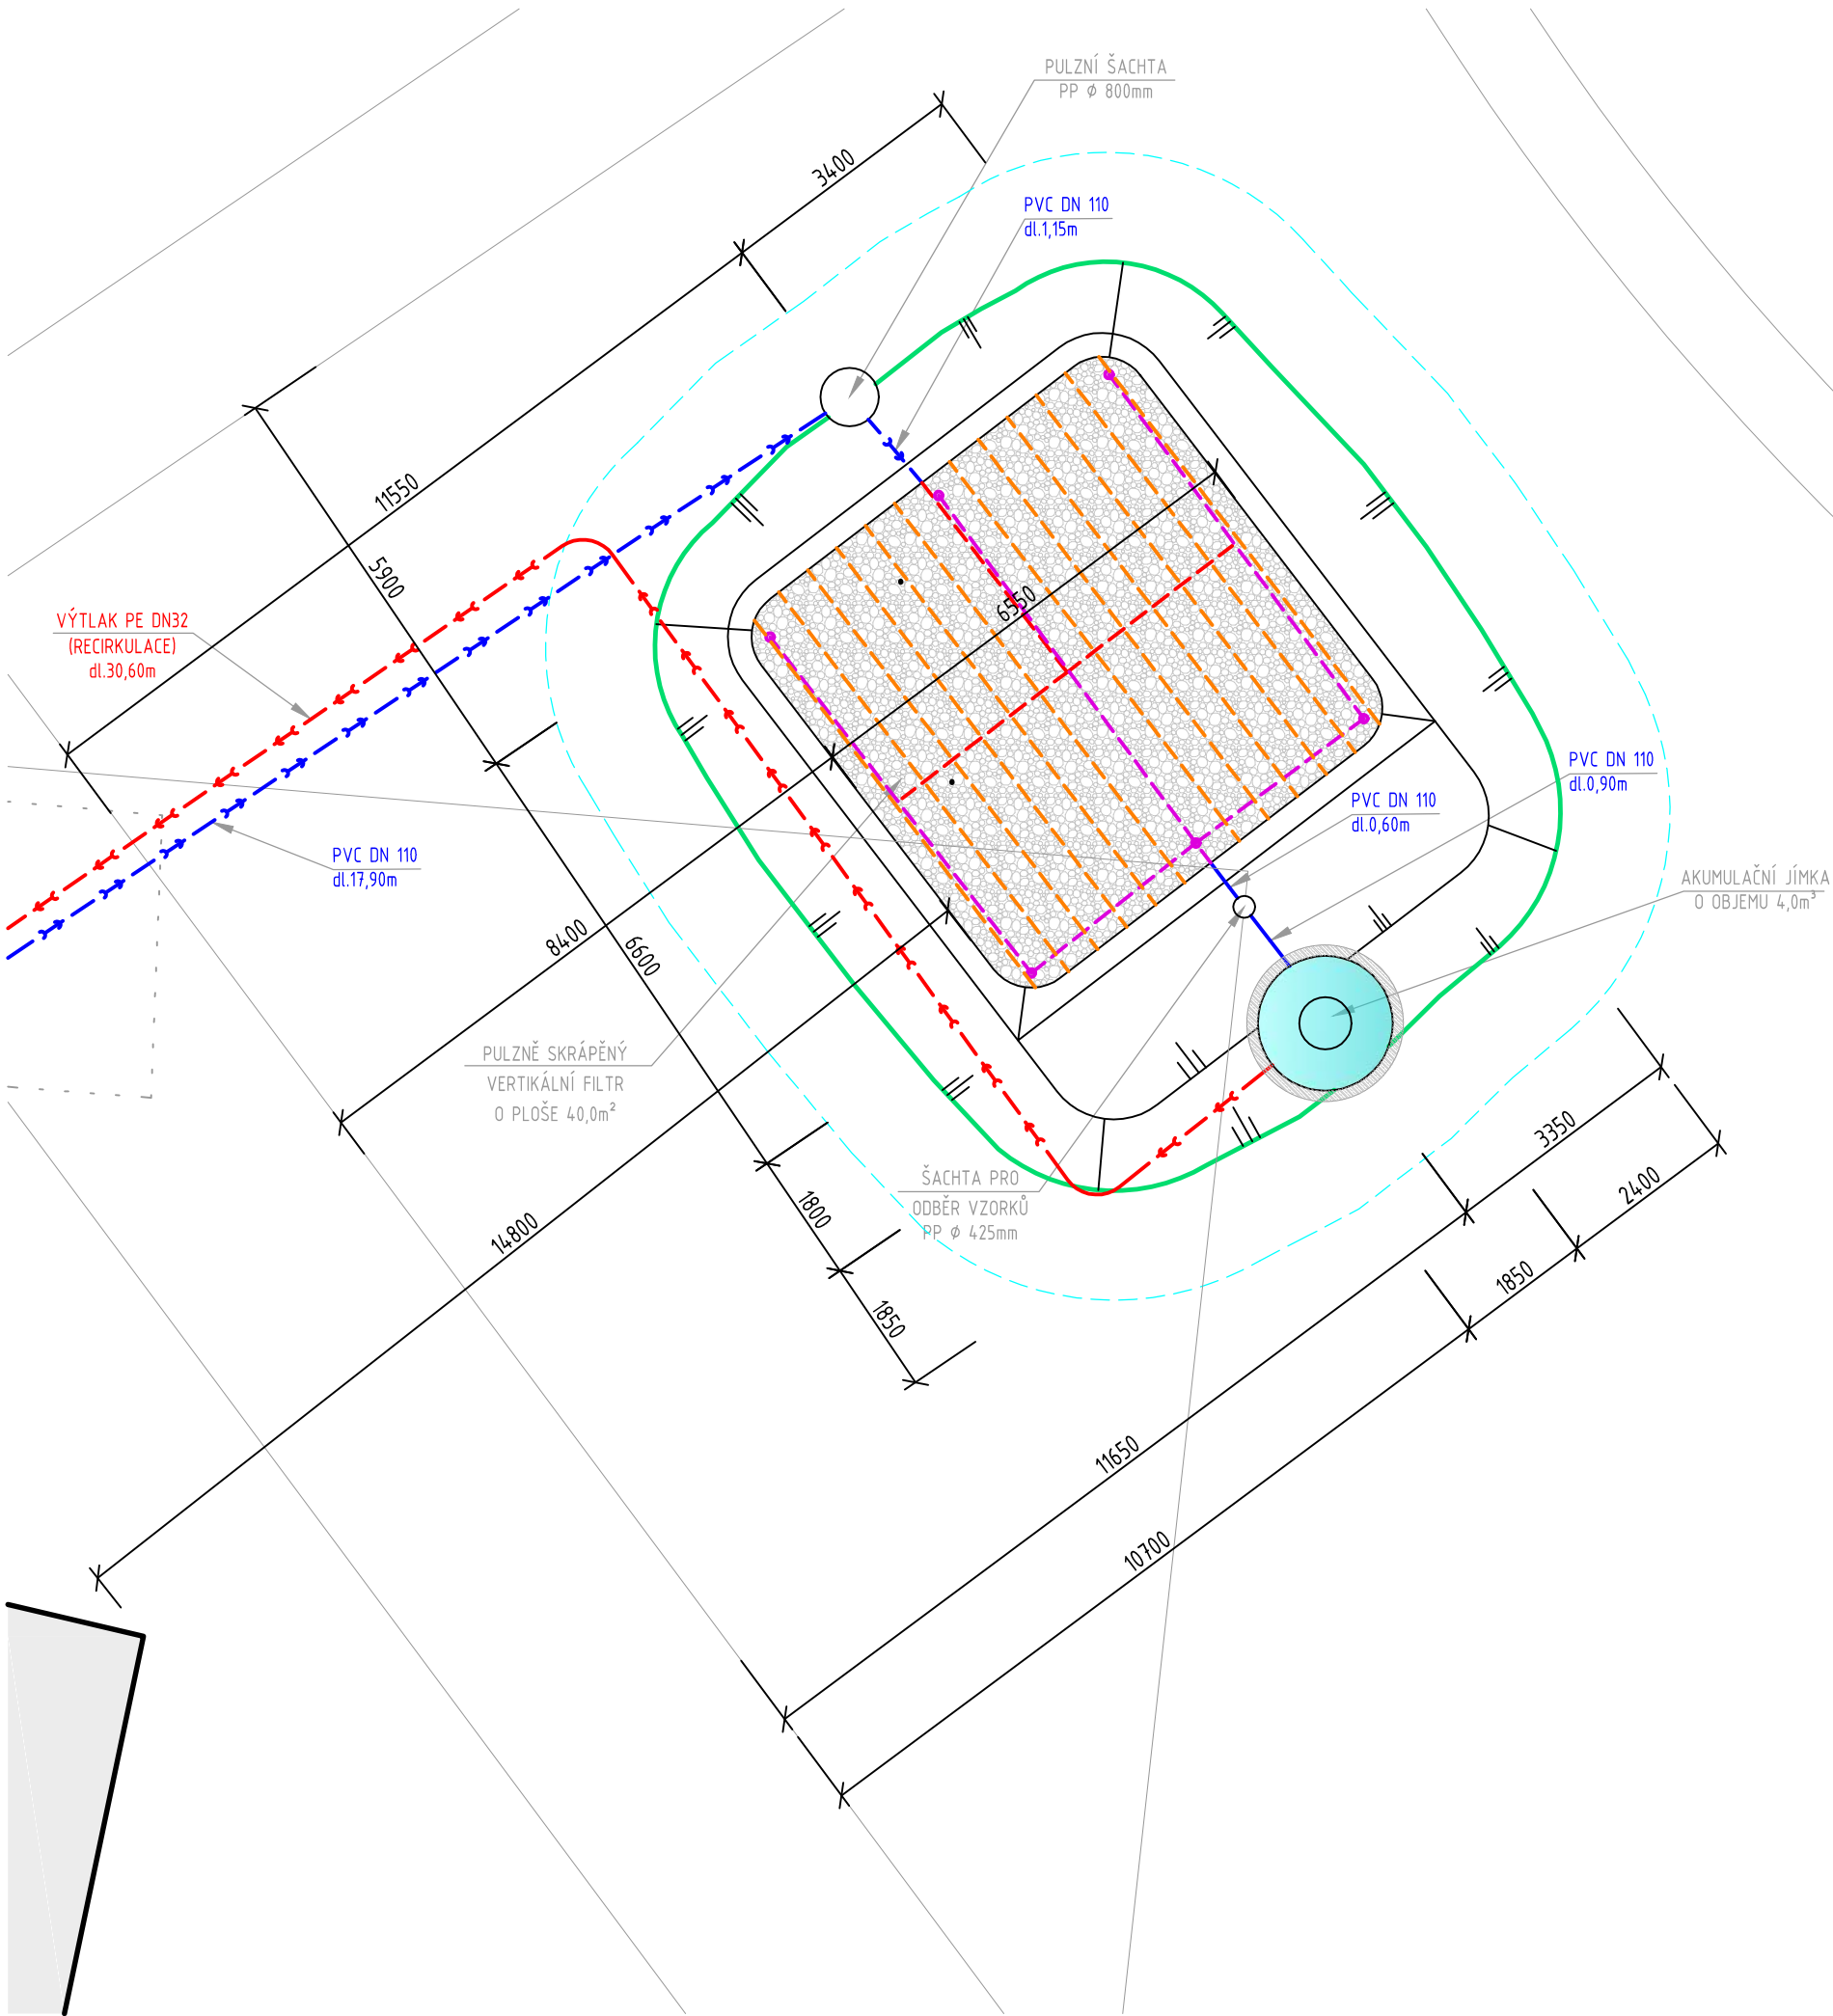 PULZNÍ ŠACHTA
PP Ø 800mm
3400
PVC DN 110
dl.1,15m
11550
5900
6550
VÝTLAK PE DN32
(RECIRKULACE)
dl.30,60m
PVC DN 110
dl.0,90m
PVC DN 110
dl.0,60m
PVC DN 110
dl.17,90m
AKUMULAČNÍ JÍMKA
O OBJEMU 4,0m³
8400
6600
PULZNĚ SKRÁPĚNÝ
VERTIKÁLNÍ FILTR
O PLOŠE 40,0m²
ŠACHTA PRO
ODBĚR VZORKŮ
PP Ø 425mm
3350
2400
1800
14800
1850
1850
11650
10700